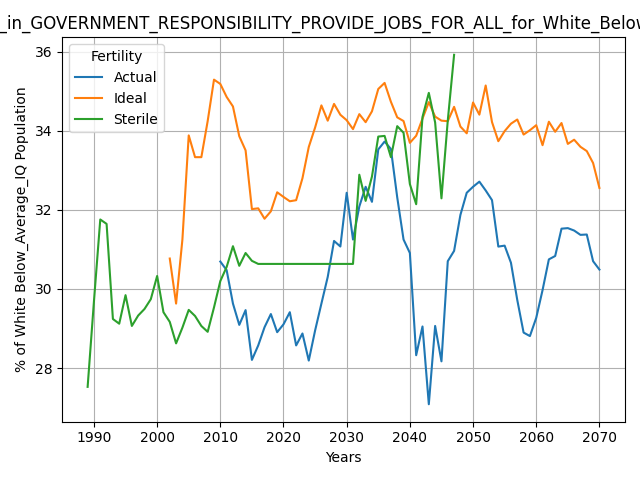 _in_GOVERNMENT_RESPONSIBILITY_PROVIDE_JOBS_FOR_ALL_for_White_Below
Fertility
Actual
Ideal
Sterile
% of White Below_Average_IQ Population
36
34
32
30
28
1990 2000 2010 2020 2030 2040 2050 2060 2070
Years